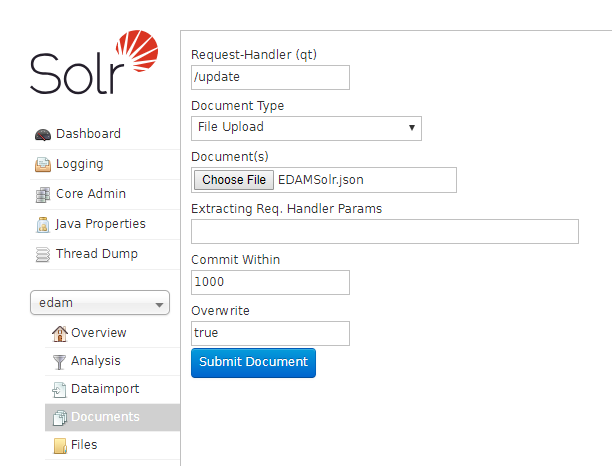 Solr
Dashboard
Logging
Core Admin
Java Properties
Thread Dump
edam
Overview
Analysis
Dataimport
Documents
Files
Request-Handler (qt)
/update
Document Type
File Upload
Document(s)
Choose File EDAMSolr.json
Extracting Req. Handler Params
Commit Within
1000
Overwrite
true
Submit Document